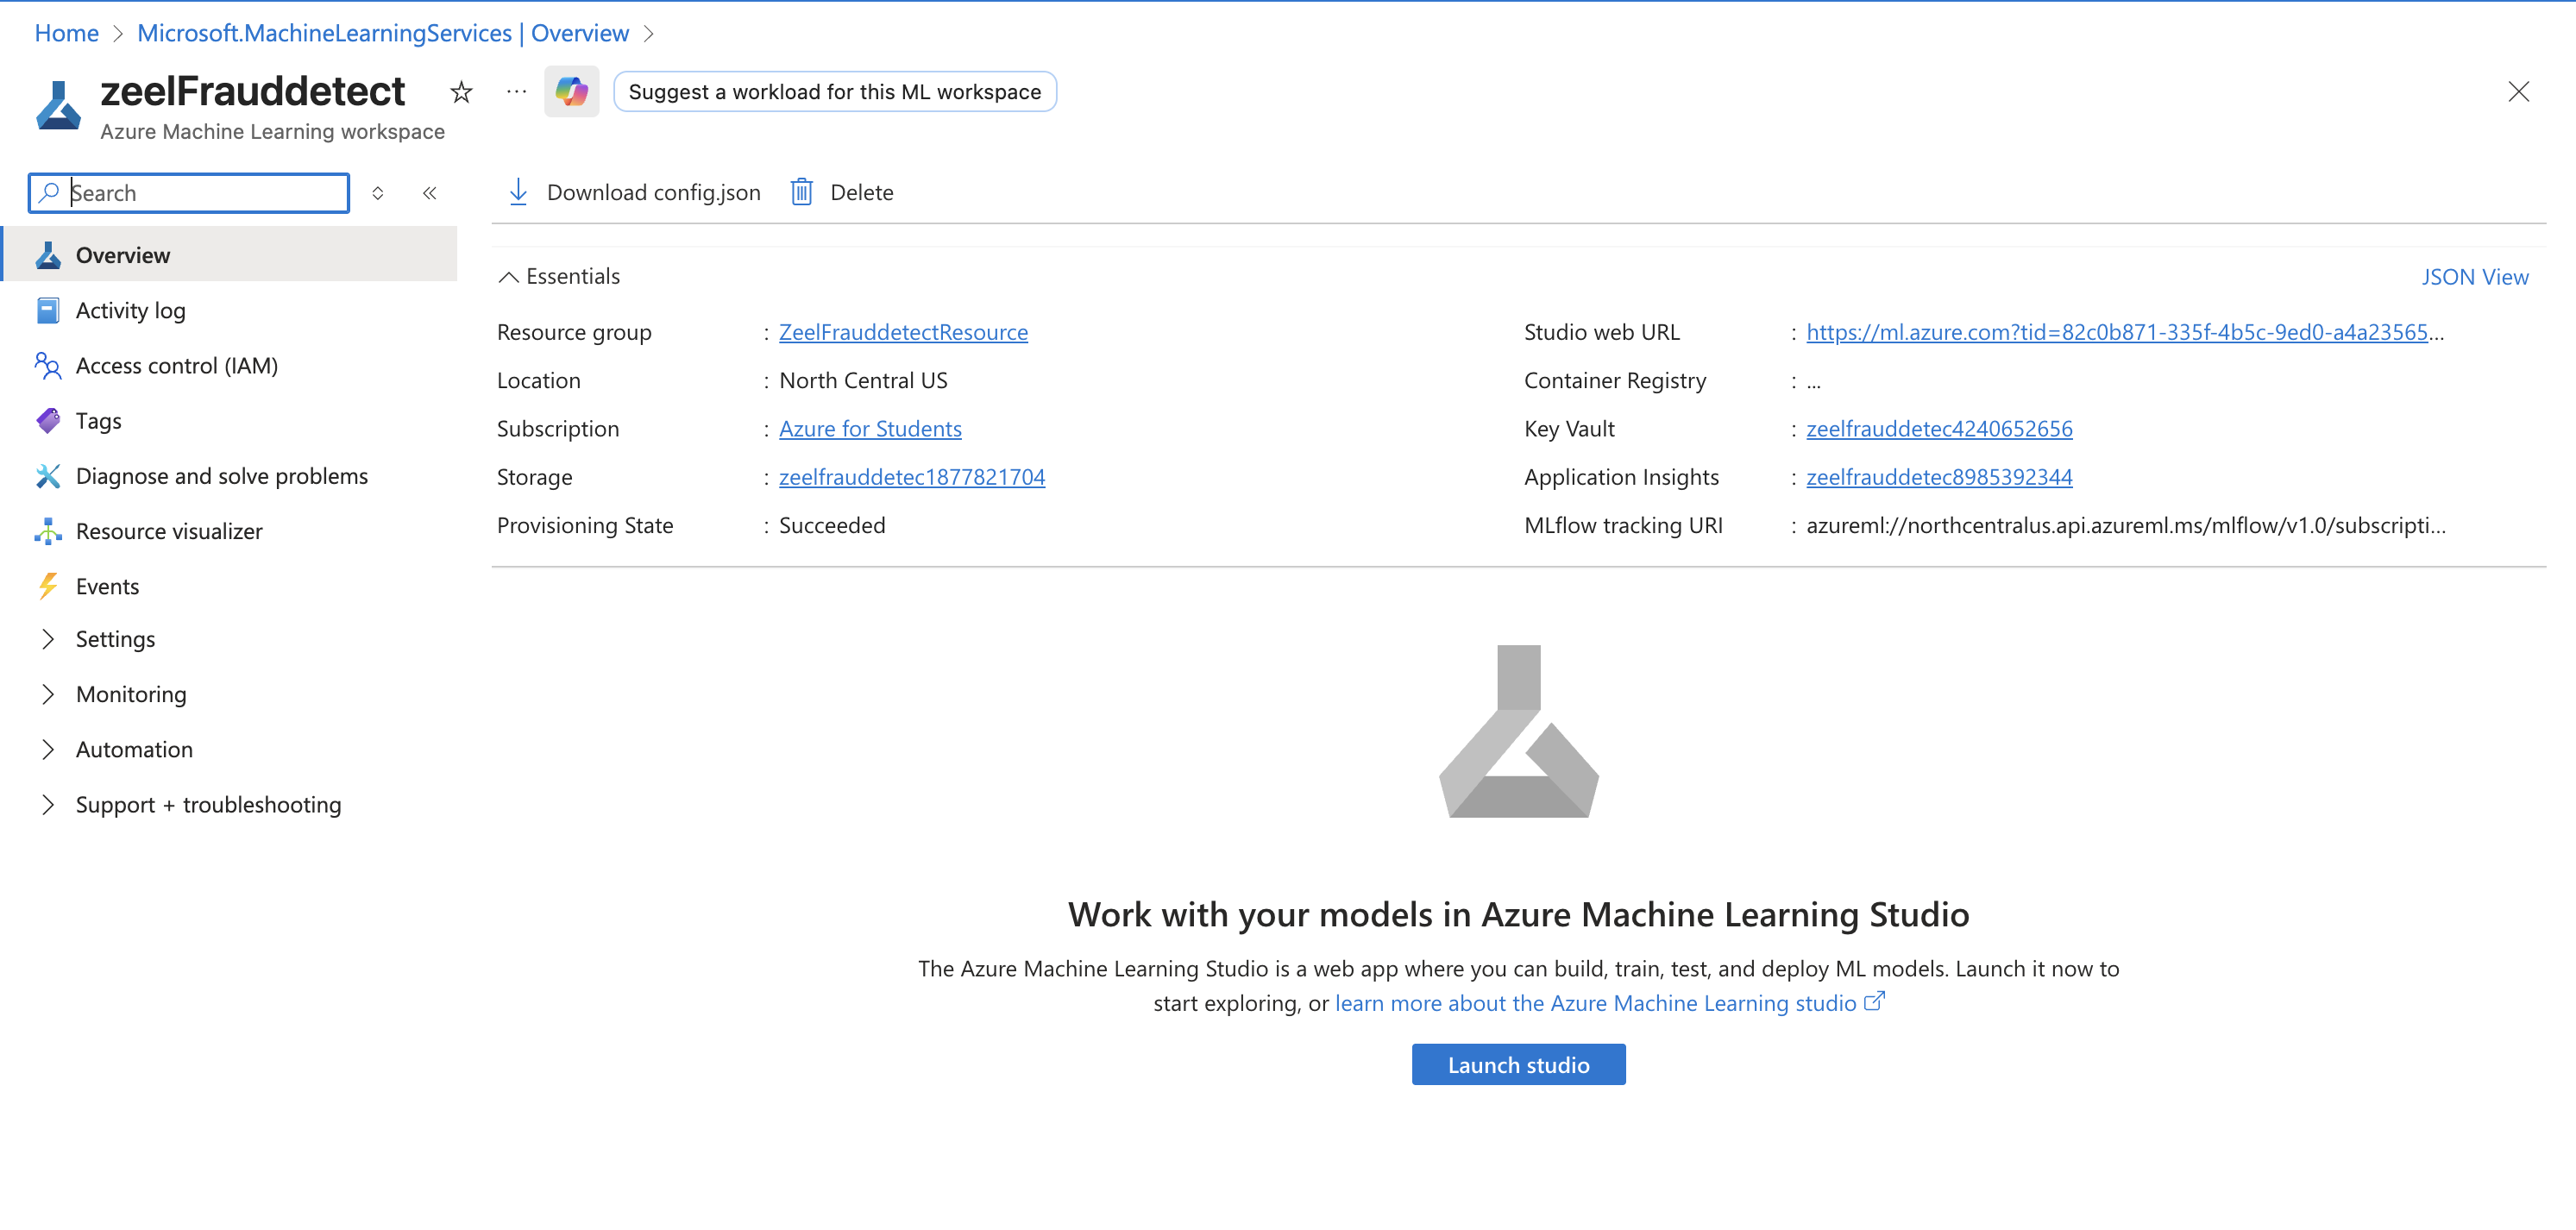 Home > Microsoft.MachineLearningServices | Overview >
zeelFrauddetect
Azure Machine Learning workspace
Suggest a workload for this ML workspace
Search
Download config.json
Delete
Overview
Activity log
Access control (IAM)
Tags
Diagnose and solve problems
Resource visualizer
Events
Settings
Monitoring
Automation
Support + troubleshooting
Essentials
JSON View
Resource group : ZeelFrauddetectResource
Location : North Central US
Subscription : Azure for Students
Storage : zeelfrauddetec1877821704
Provisioning State : Succeeded
Studio web URL : https://ml.azure.com?tid=82c0b871-335f-4b5c-9ed0-a4a23565...
Container Registry : ...
Key Vault : zeelfrauddetec4240652656
Application Insights : zeelfrauddetec8985392344
MLflow tracking URI : azureml://northcentralus.api.azureml.ms/mlflow/v1.0/subscripti...
Work with your models in Azure Machine Learning Studio
The Azure Machine Learning Studio is a web app where you can build, train, test, and deploy ML models. Launch it now to
start exploring, or learn more about the Azure Machine Learning studio
Launch studio